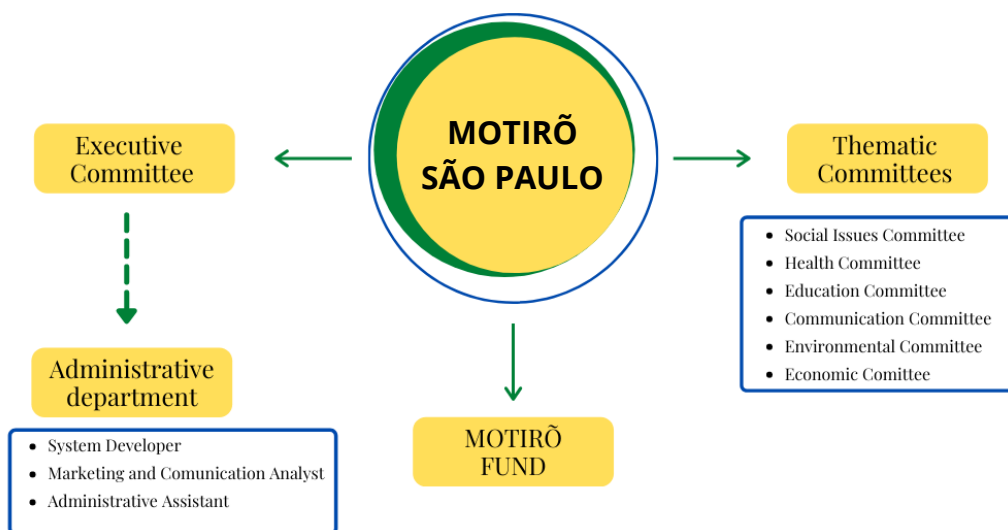 MOTIRÕ
SÃO PAULO
Executive
Committee
Administrative
department
• System Developer
• Marketing and Comunication Analyst
• Administrative Assistant
MOTIRÕ
FUND
Thematic
Committees
• Social Issues Committee
• Health Committee
• Education Committee
• Communication Committee
• Environmental Committee
• Economic Comittee